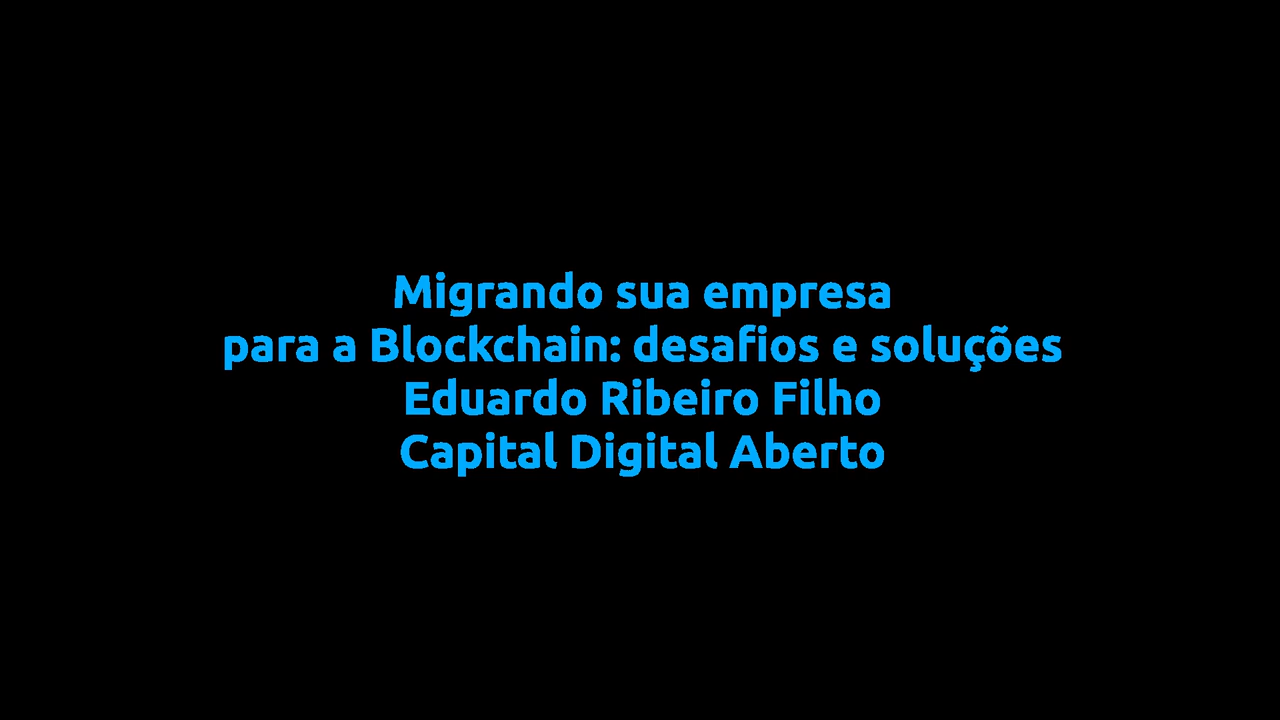 Migrando sua empresa
para a Blockchain: desafios e soluções
Eduardo Ribeiro Filho
Capital Digital Aberto